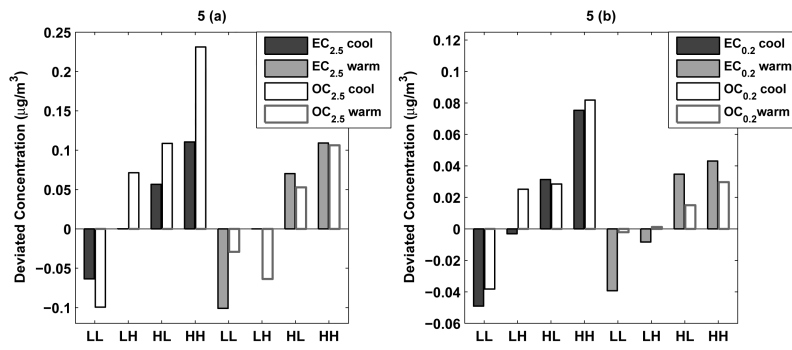 5 (a)
Deviated Concentration (µg/m³)
0.25
0.2
0.15
0.1
0.05
0
−0.05
−0.1
EC2.5 cool
EC2.5 warm
OC2.5 cool
OC2.5 warm
LL LH HL HH LL LH HL HH
5 (b)
Deviated Concentration (µg/m³)
0.12
0.1
0.08
0.06
0.04
0.02
0
−0.02
−0.04
−0.06
EC0.2 cool
EC0.2 warm
OC0.2 cool
OC0.2warm
LL LH HL HH LL LH HL HH